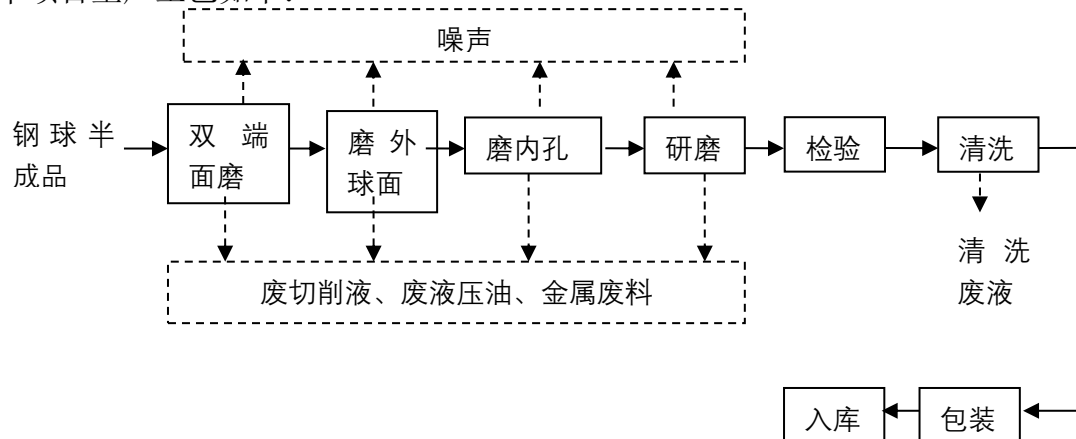 噪声
钢球半
成品
双端
面磨
磨外
球面
磨内孔
研磨
检验
清洗
清洗
废液
废切削液、废液压油、金属废料
入库
包装